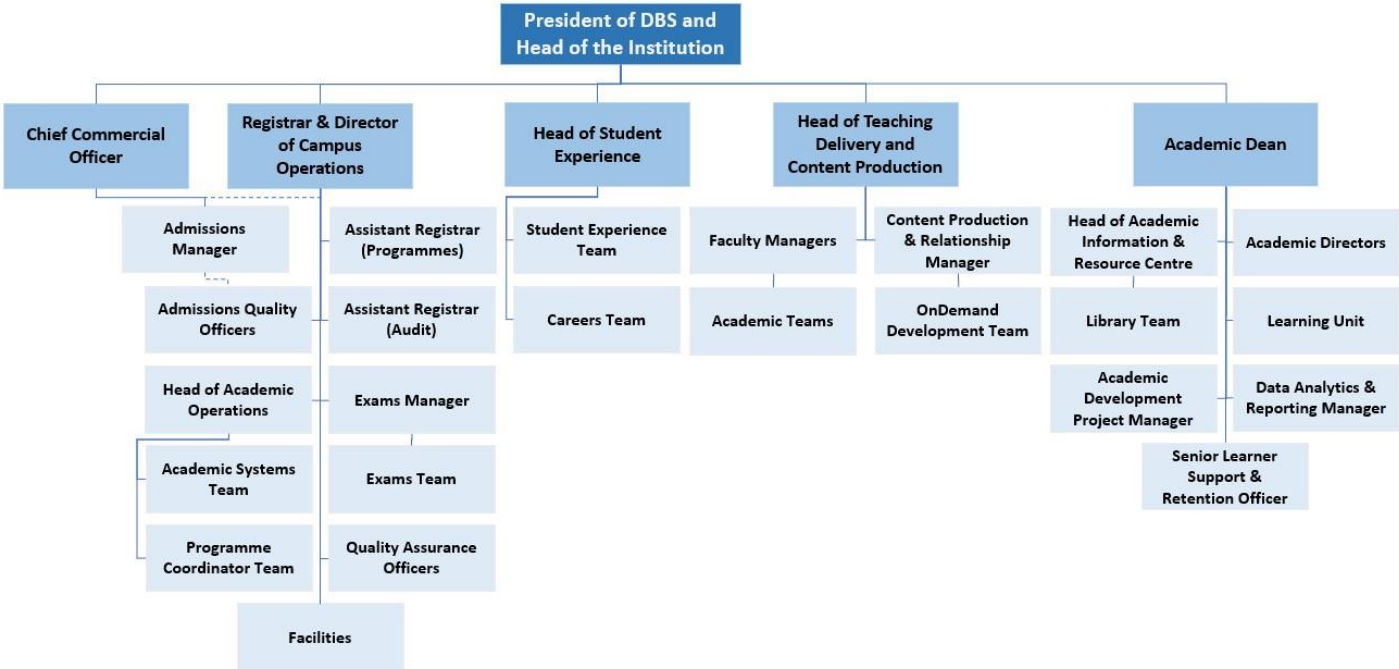 President of DBS and
Head of the Institution
Chief Commercial
Officer
Registrar & Director
of Campus
Operations
Head of Student
Experience
Head of Teaching
Delivery and
Content Production
Academic Dean
Admissions
Manager
Assistant Registrar
(Programmes)
Student Experience
Team
Faculty Managers
Content Production
& Relationship
Manager
Head of Academic
Information &
Resource Centre
Academic Directors
Admissions Quality
Officers
Assistant Registrar
(Audit)
Careers Team
Academic Teams
OnDemand
Development Team
Library Team
Learning Unit
Head of Academic
Operations
Exams Manager
Academic
Development
Project Manager
Data Analytics &
Reporting Manager
Academic Systems
Team
Exams Team
Senior Learner
Support &
Retention Officer
Programme
Coordinator Team
Quality Assurance
Officers
Facilities